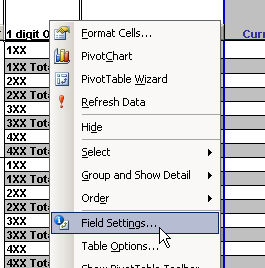 1 digit O
Curr
Format Cells...
1XX
PivotChart
1XX Tot
2XX
PivotTable Wizard
2XX Tot
Refresh Data
3XX
3XX Tot
Hide
4XX
4XX Tot
Select
1XX
1XX Tot
Group and Show Detail
2XX
2XX Tot
Order
3XX
3XX Tot
Field Settings...
4XX
4XX Tot
Table Options...
Show PivotTable Toolbar